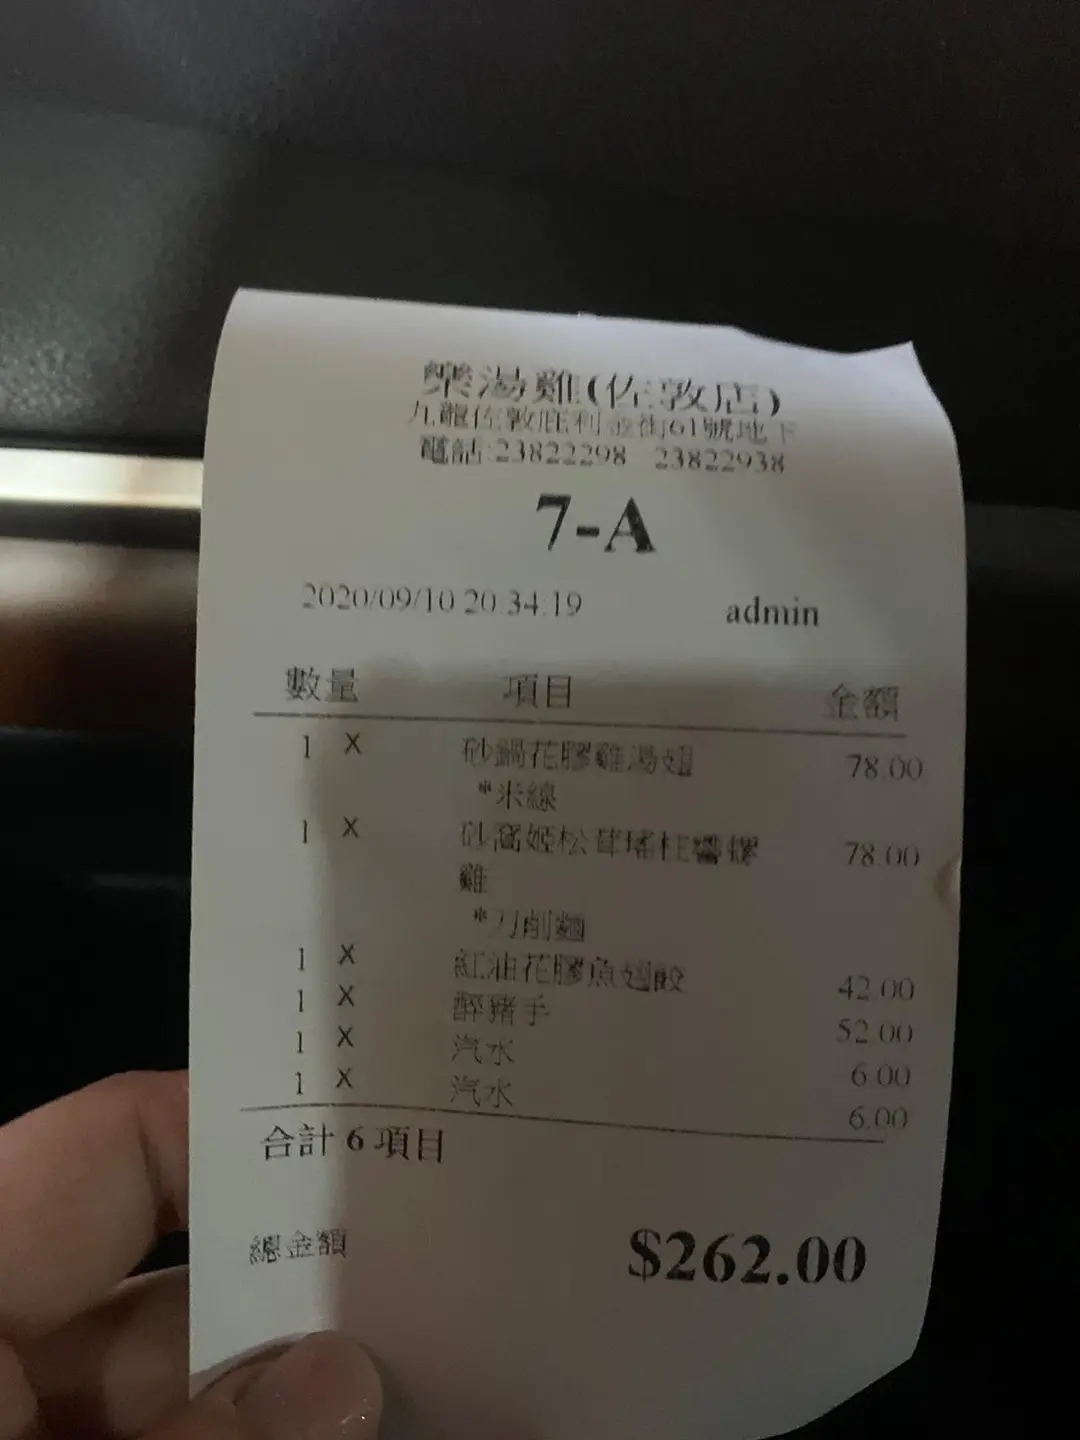 樂湯雞(佐敦店)
九龍佐敦庇利金街61號地下
電話:23822298 23822938
7-A
2020/09/10 20:34:19 admin
數量 項目 金額
1 X 砂鍋花膠雞湯翅 78.00
*米線
1 X 砂窩姬松茸瑤柱響螺 78.00
雞
*刀削麵
1 X 紅油花膠魚翅餃 42.00
1 X 醉豬手 52.00
1 X 汽水 6.00
1 X 汽水 6.00
合計 6 項目
總金額 $262.00